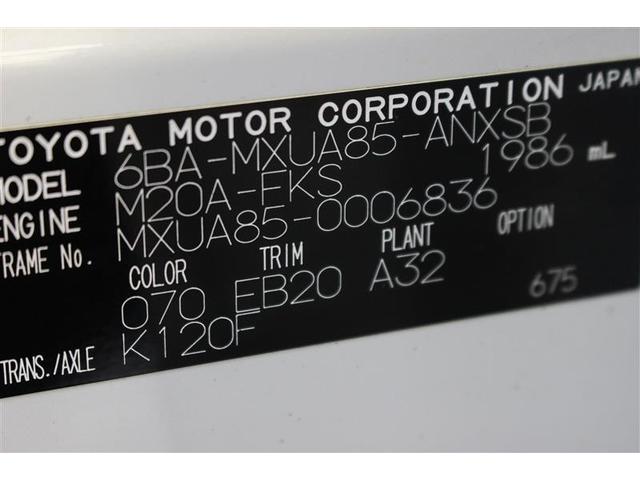 TOYOTA MOTOR CORPORATION JAPAN
MODEL 6BA-MXUA85-ANXSB
ENGINE M20A-FKS 1986 mL
FRAME No. MXUA85-0006836
COLOR TRIM PLANT OPTION
070 EB20 A32 675
TRANS./AXLE K120F